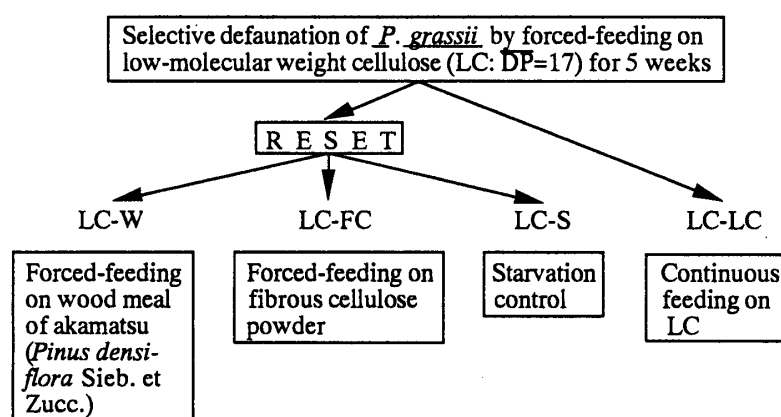 Selective defaunation of P. grassii by forced-feeding on
low-molecular weight cellulose (LC: D̅P̅=17) for 5 weeks
R E S E T
LC-W
LC-FC
LC-S
LC-LC
Forced-feeding
on wood meal
of akamatsu
(Pinus densi-
flora Sieb. et
Zucc.)
Forced-feeding on
fibrous cellulose
powder
Starvation
control
Continuous
feeding on
LC